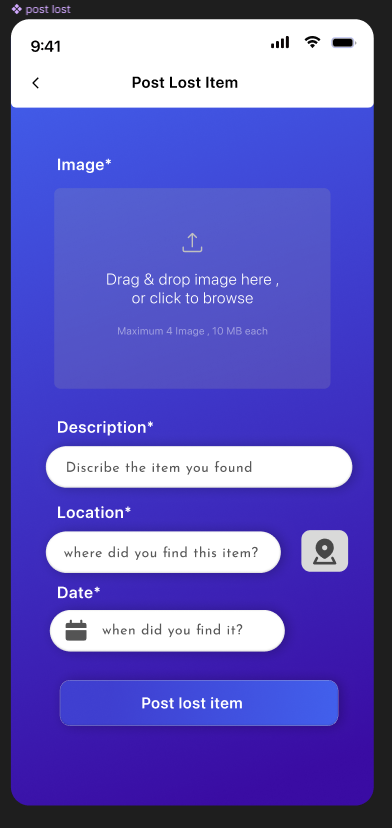 post lost
9:41
Post Lost Item
Image*
Drag & drop image here ,
or click to browse
Maximum 4 Image , 10 MB each
Description*
Discribe the item you found
Location*
where did you find this item?
Date*
when did you find it?
Post lost item